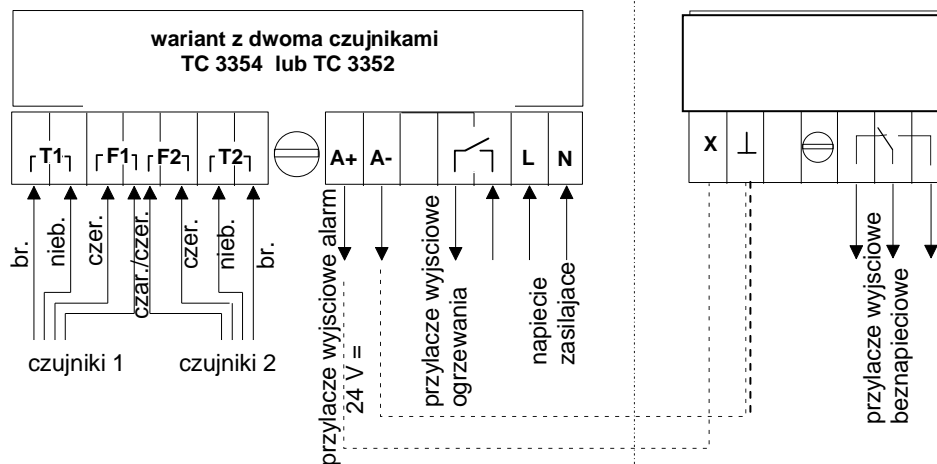 wariant z dwoma czujnikami
TC 3354 lub TC 3352
T1 F1 F2 T2 A+ A- L N
X ⊥
br.
nieb.
czer.
czar./czer.
czer.
nieb.
br.
czujniki 1
czujniki 2
przylacze wyjsciowe alarm
24 V =
przylacze wyjsciowe
ogrzewania
napiecie
zasilajace
przylacze wyjsciowe
beznapieciowe